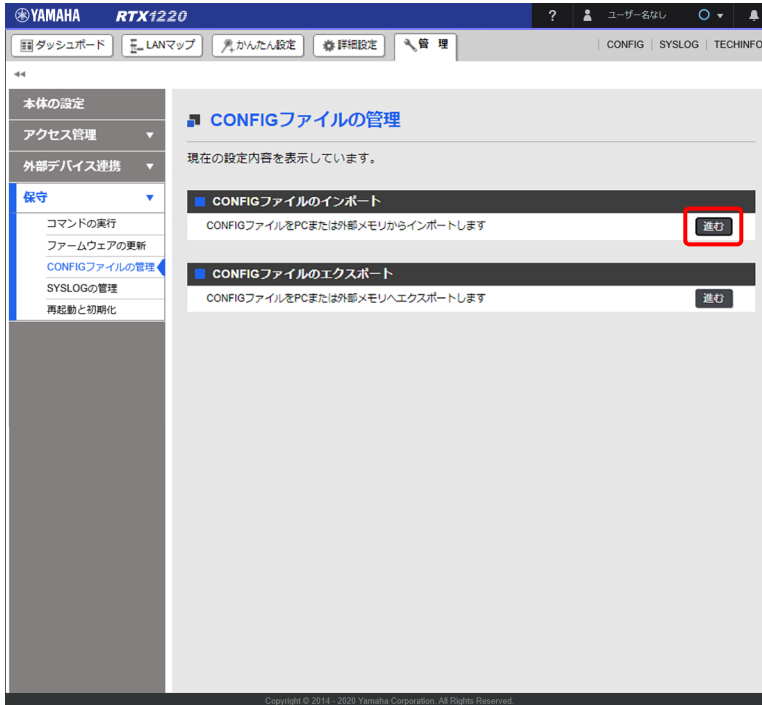 YAMAHA RTX1220 ? ユーザー名なし
ダッシュボード LANマップ かんたん設定 詳細設定 管 理 CONFIG SYSLOG TECHINFO
本体の設定
アクセス管理
外部デバイス連携
保守
コマンドの実行
ファームウェアの更新
CONFIGファイルの管理
SYSLOGの管理
再起動と初期化
CONFIGファイルの管理
現在の設定内容を表示しています。
CONFIGファイルのインポート
CONFIGファイルをPCまたは外部メモリからインポートします 進む
CONFIGファイルのエクスポート
CONFIGファイルをPCまたは外部メモリへエクスポートします 進む
Copyright © 2014 - 2020 Yamaha Corporation. All Rights Reserved.